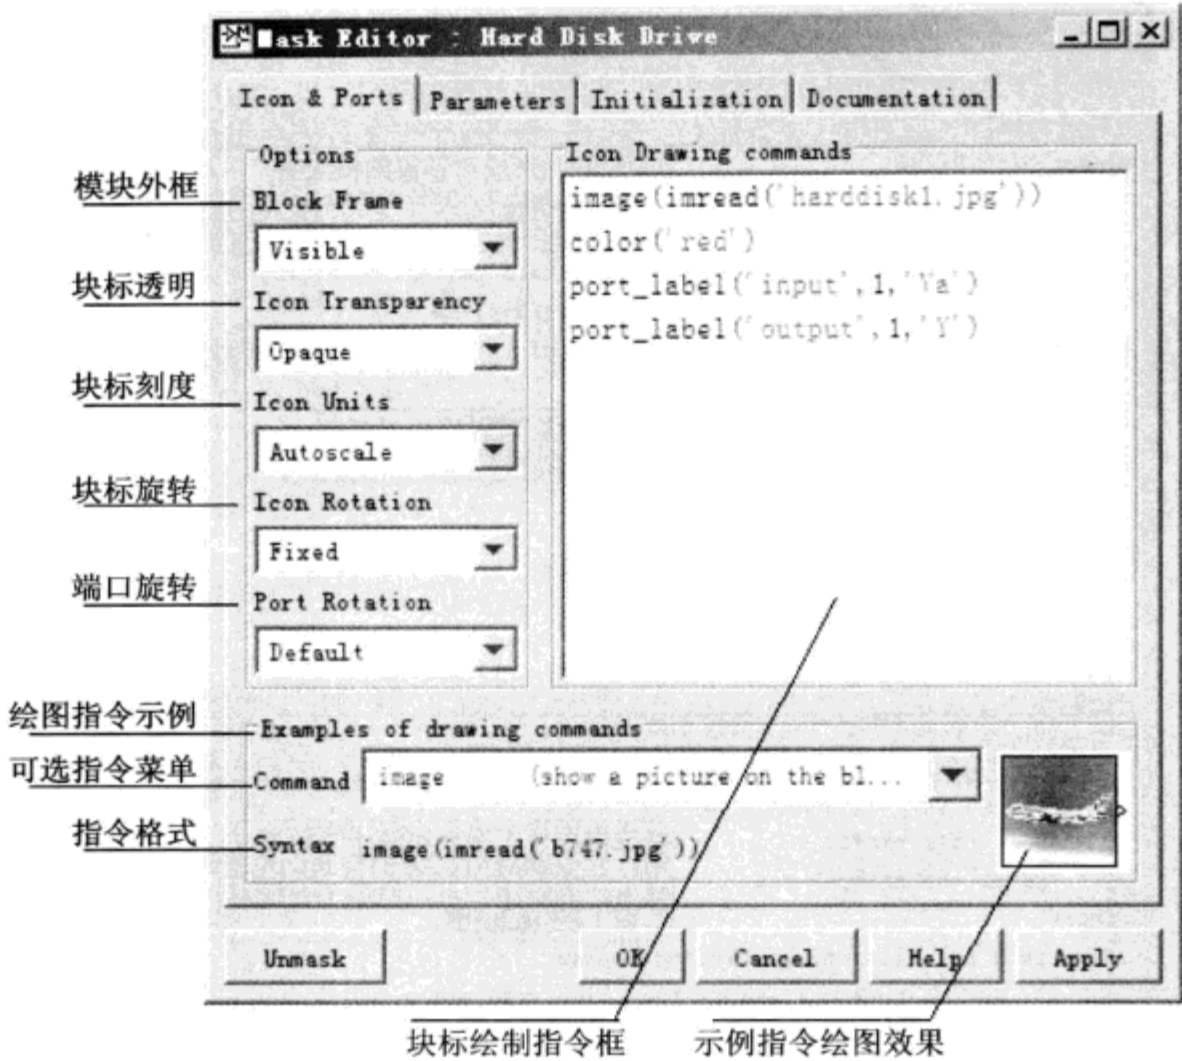 Mask Editor : Hard Disk Drive
Icon & Ports Parameters Initialization Documentation
Options
Icon Drawing commands
模块外框
Block Frame
Visible
块标透明
Icon Transparency
Opaque
块标刻度
Icon Units
Autoscale
块标旋转
Icon Rotation
Fixed
端口旋转
Port Rotation
Default
image(imread('harddisk1.jpg'))
color('red')
port_label('input',1,'Va')
port_label('output',1,'Y')
绘图指令示例
Examples of drawing commands
可选指令菜单
Command image (show a picture on the bl...
指令格式
Syntax image(imread('b747.jpg'))
Unmask OK Cancel Help Apply
块标绘制指令框
示例指令绘图效果